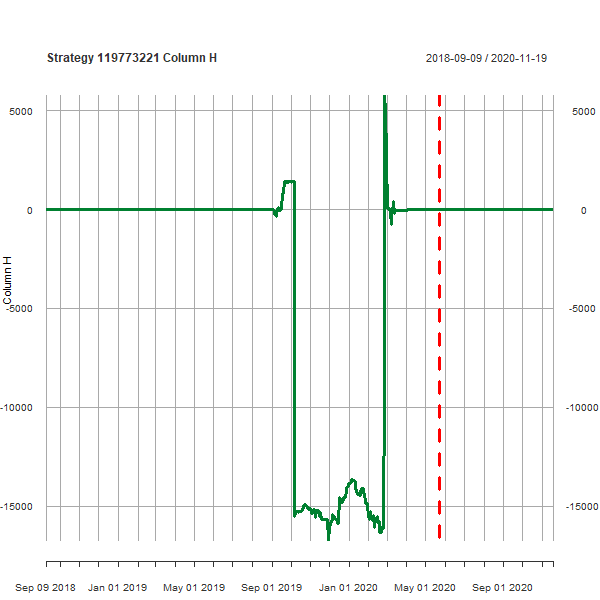 Strategy 119773221 Column H
2018-09-09 / 2020-11-19
5000 5000
0 0
Column H
-5000 -5000
-10000 -10000
-15000 -15000
Sep 09 2018 Jan 01 2019 May 01 2019 Sep 01 2019 Jan 01 2020 May 01 2020 Sep 01 2020